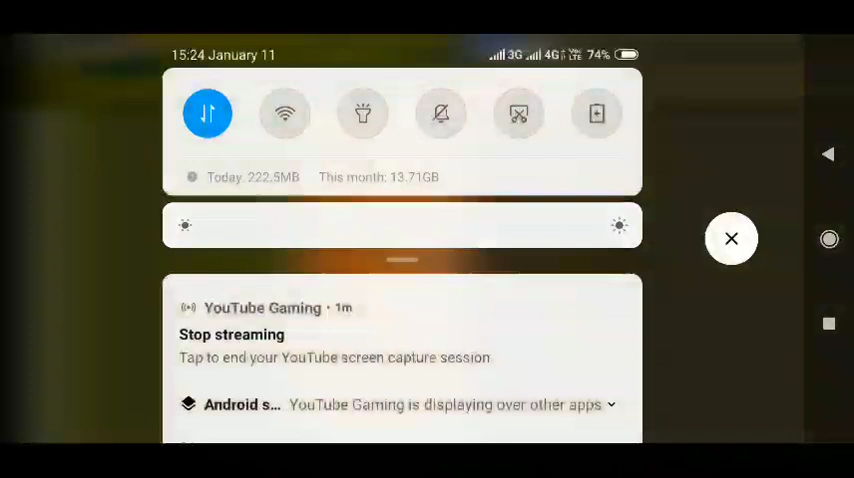 15:24 January 11
3G 4G Vo LTE 74%
Today: 222.5MB This month: 13.71GB
YouTube Gaming · 1m
Stop streaming
Tap to end your YouTube screen capture session
Android s... YouTube Gaming is displaying over other apps